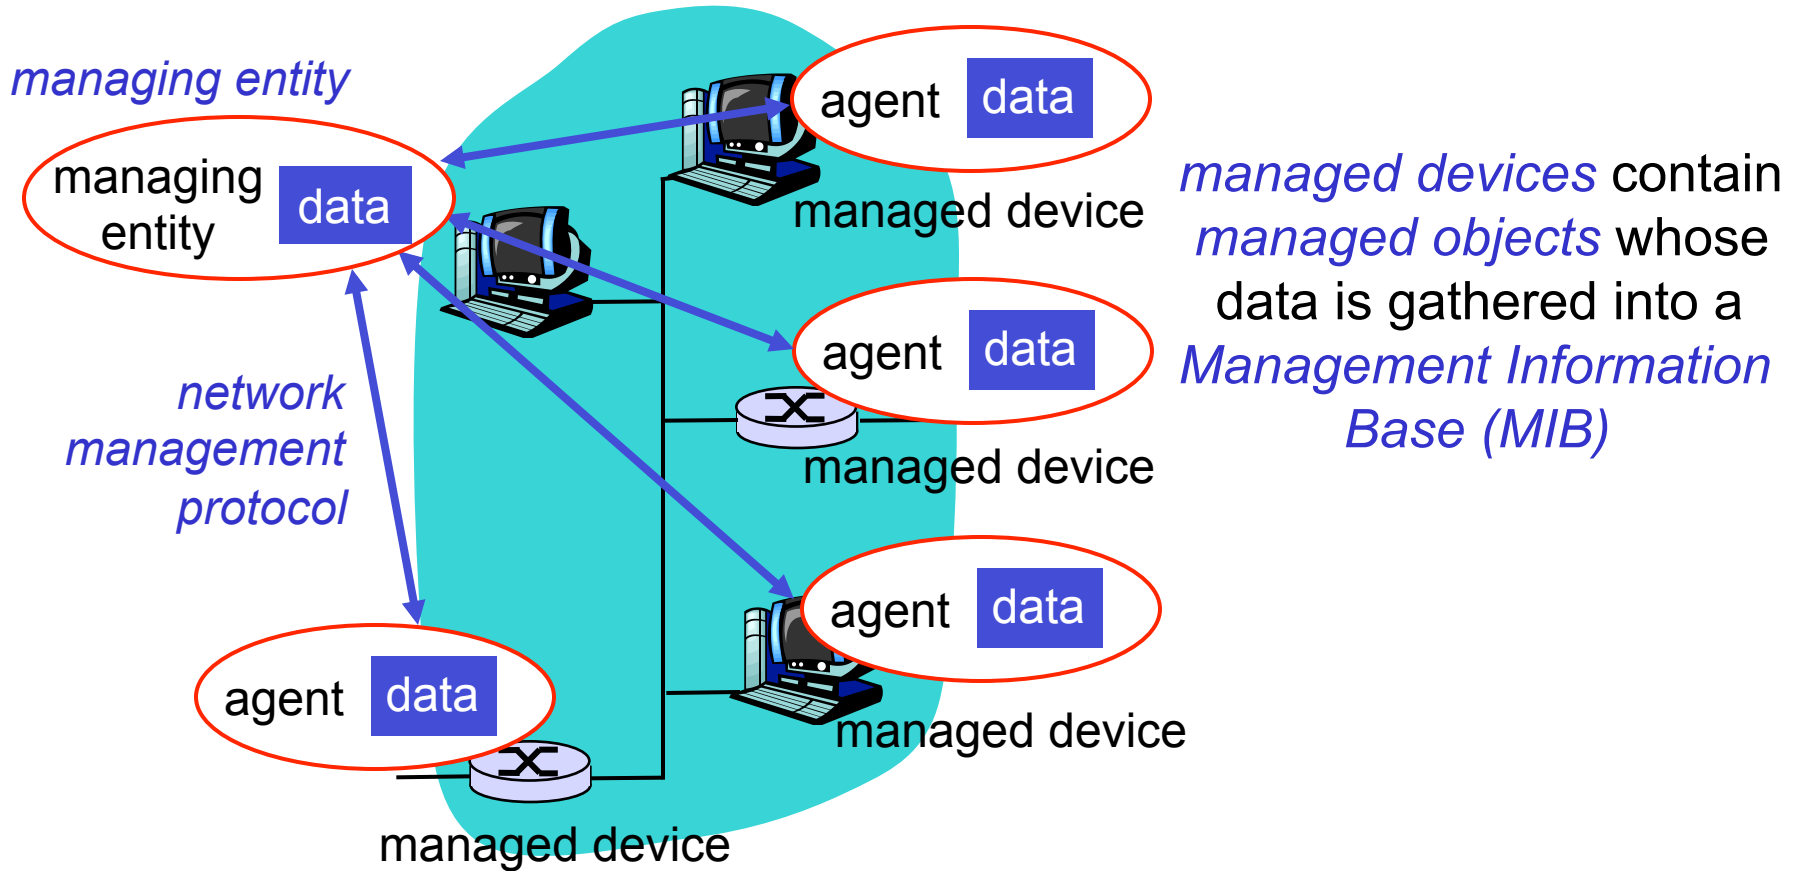 managing entity
managing
entity
data
network
management
protocol
agent data
managed device
agent data
managed device
agent data
managed device
agent data
managed device
managed devices contain
managed objects whose
data is gathered into a
Management Information
Base (MIB)